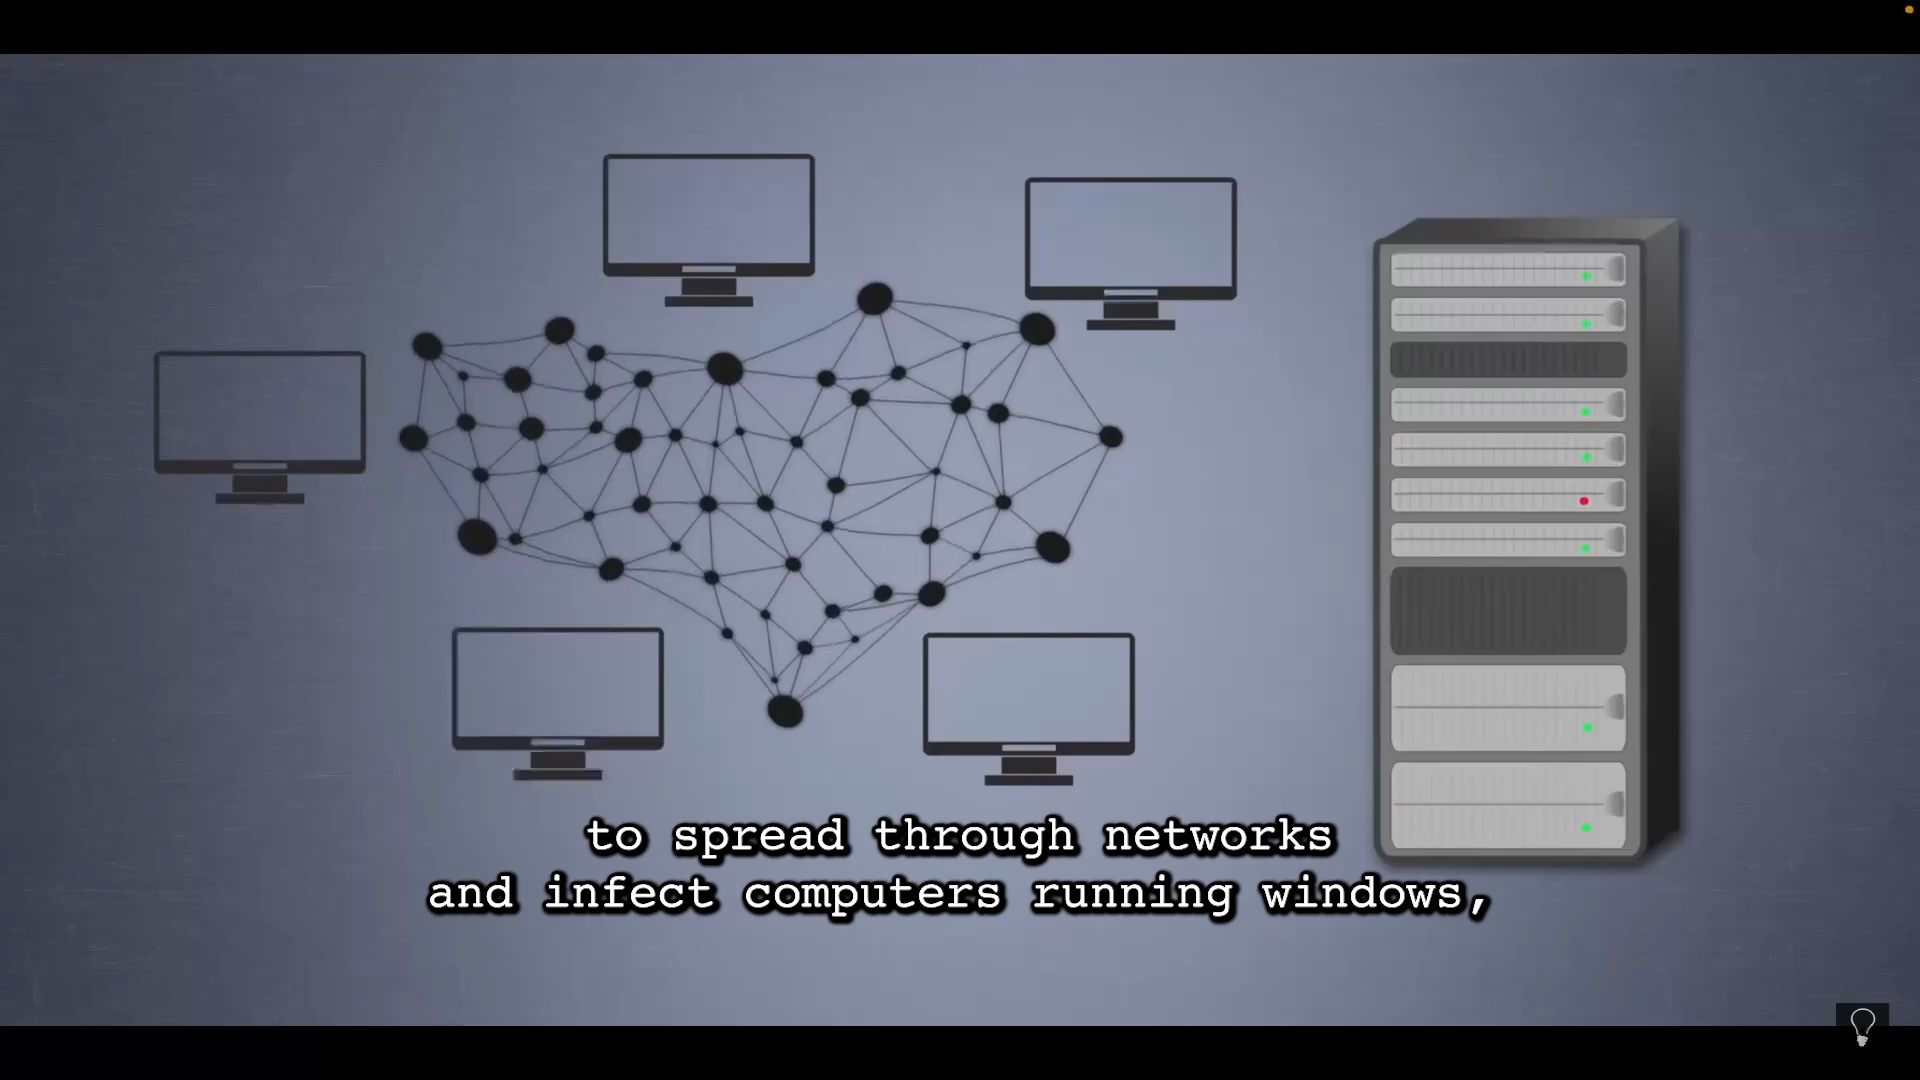 to spread through networks
and infect computers running windows,